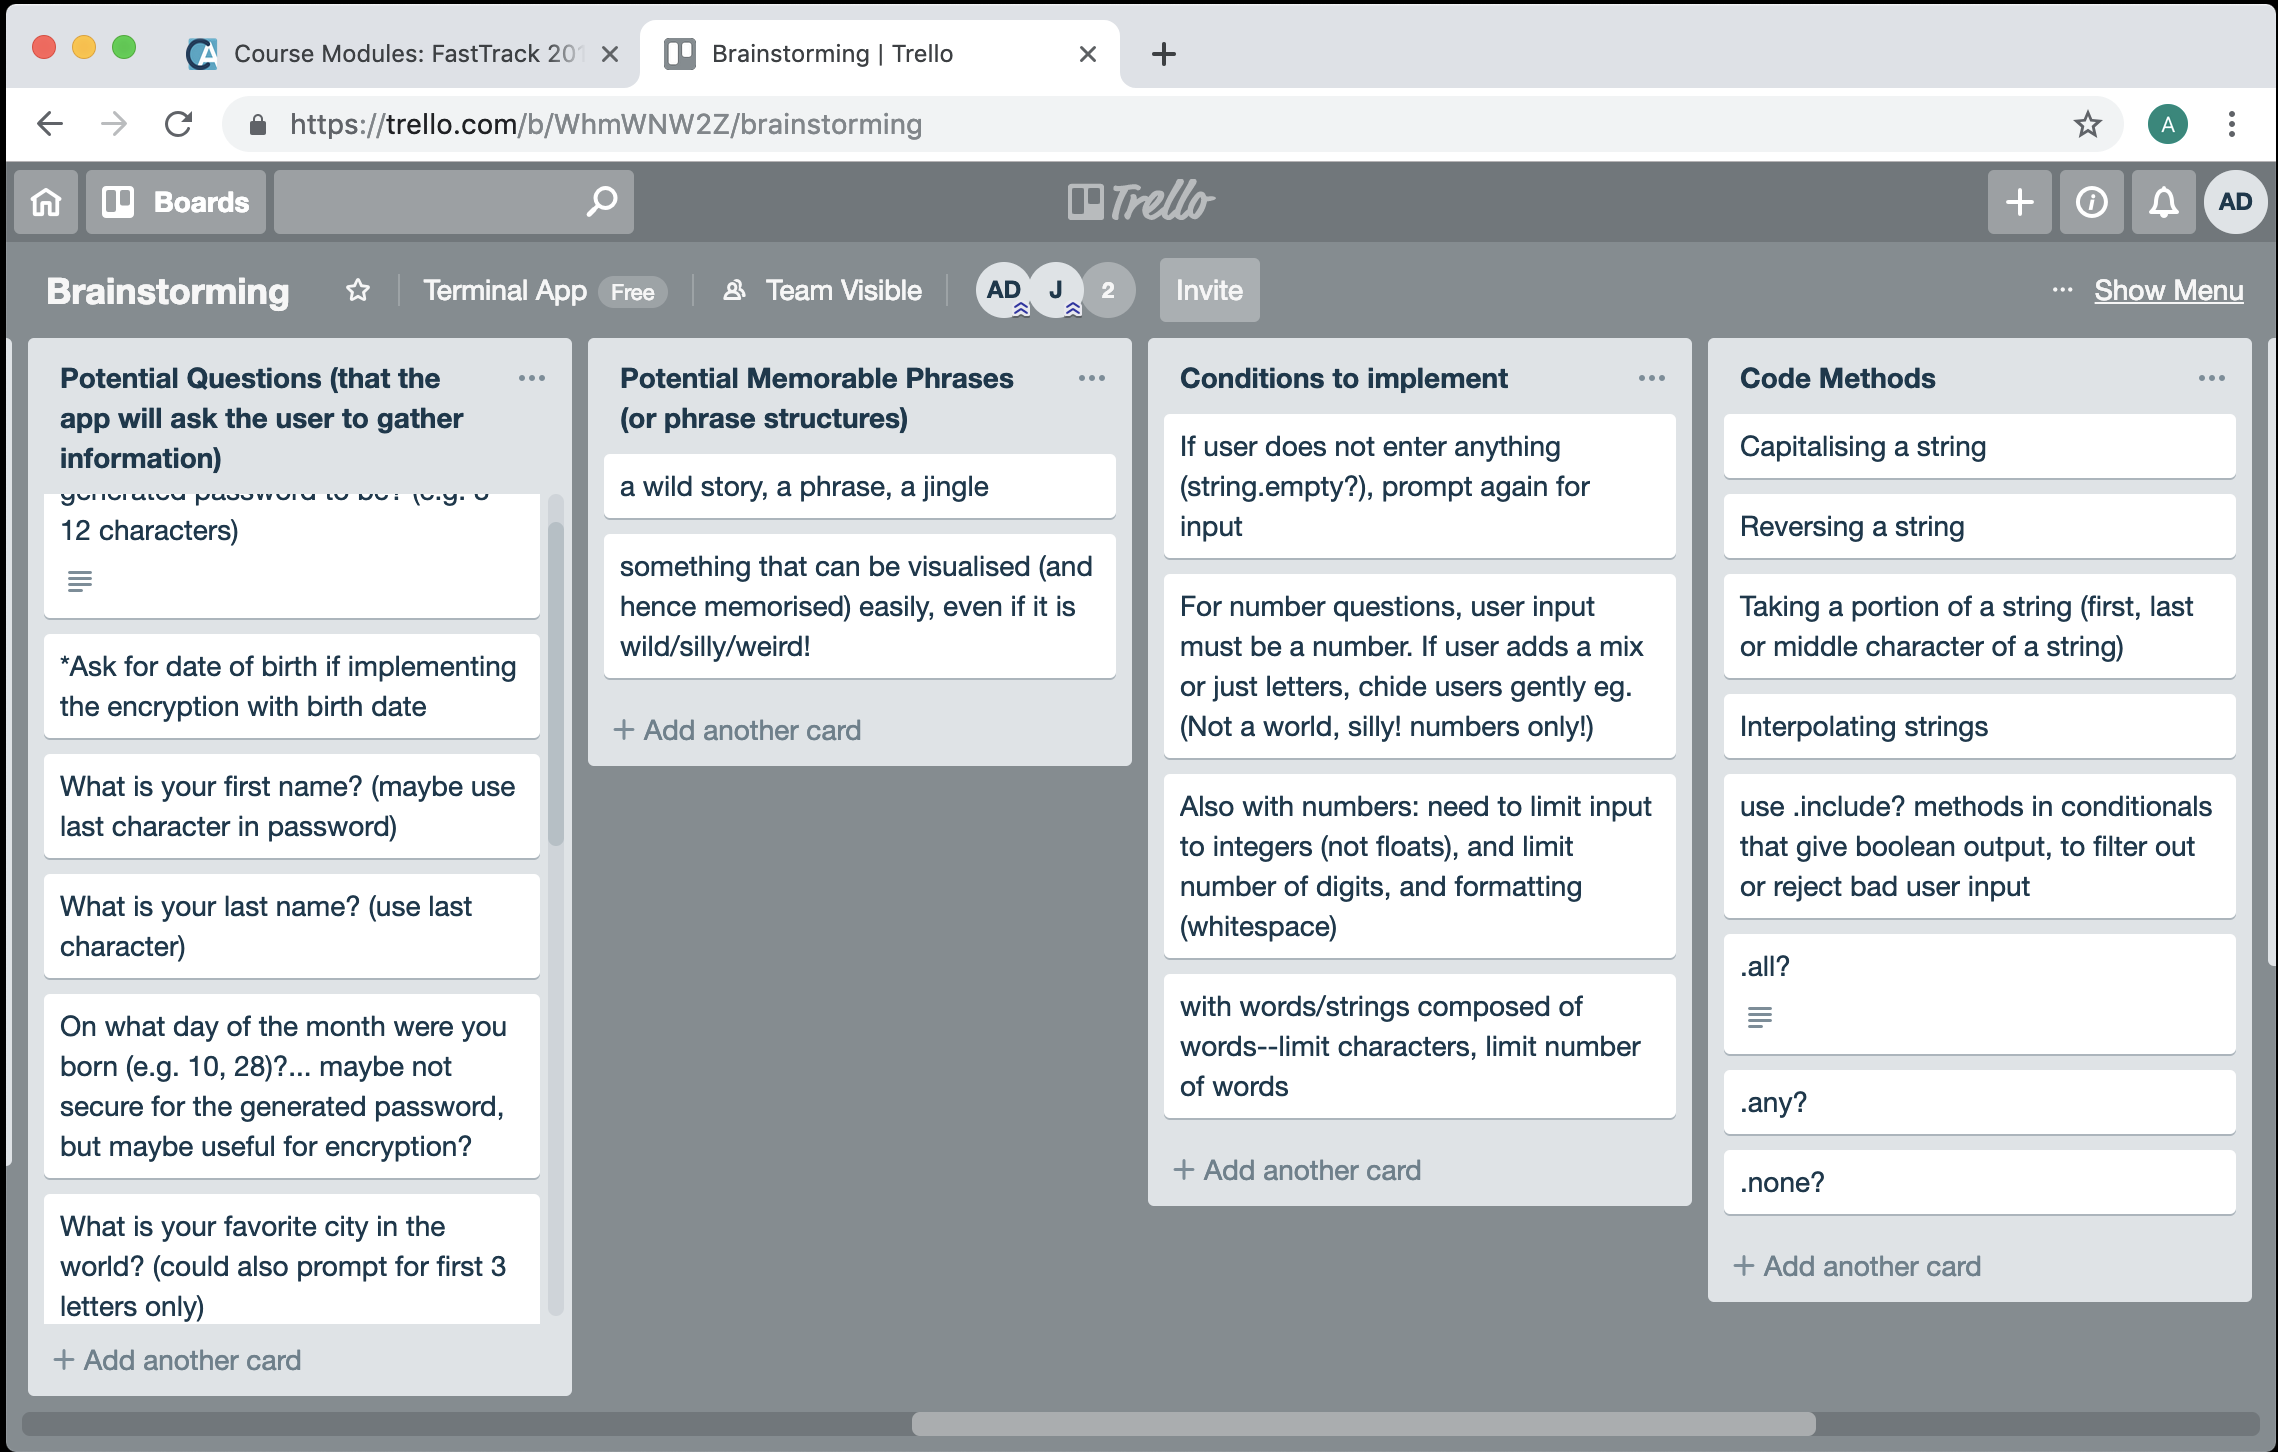 Course Modules: FastTrack 201
Brainstorming | Trello
https://trello.com/b/WhmWNW2Z/brainstorming
A
Boards
Trello
AD
Brainstorming
Terminal App Free
Team Visible
AD J 2
Invite
... Show Menu
Potential Questions (that the
app will ask the user to gather
information)
generated password to be? (e.g. 8
12 characters)
*Ask for date of birth if implementing
the encryption with birth date
What is your first name? (maybe use
last character in password)
What is your last name? (use last
character)
On what day of the month were you
born (e.g. 10, 28)?... maybe not
secure for the generated password,
but maybe useful for encryption?
What is your favorite city in the
world? (could also prompt for first 3
letters only)
+ Add another card
Potential Memorable Phrases
(or phrase structures)
a wild story, a phrase, a jingle
something that can be visualised (and
hence memorised) easily, even if it is
wild/silly/weird!
+ Add another card
Conditions to implement
If user does not enter anything
(string.empty?), prompt again for
input
For number questions, user input
must be a number. If user adds a mix
or just letters, chide users gently eg.
(Not a world, silly! numbers only!)
Also with numbers: need to limit input
to integers (not floats), and limit
number of digits, and formatting
(whitespace)
with words/strings composed of
words--limit characters, limit number
of words
+ Add another card
Code Methods
Capitalising a string
Reversing a string
Taking a portion of a string (first, last
or middle character of a string)
Interpolating strings
use .include? methods in conditionals
that give boolean output, to filter out
or reject bad user input
.all?
.any?
.none?
+ Add another card